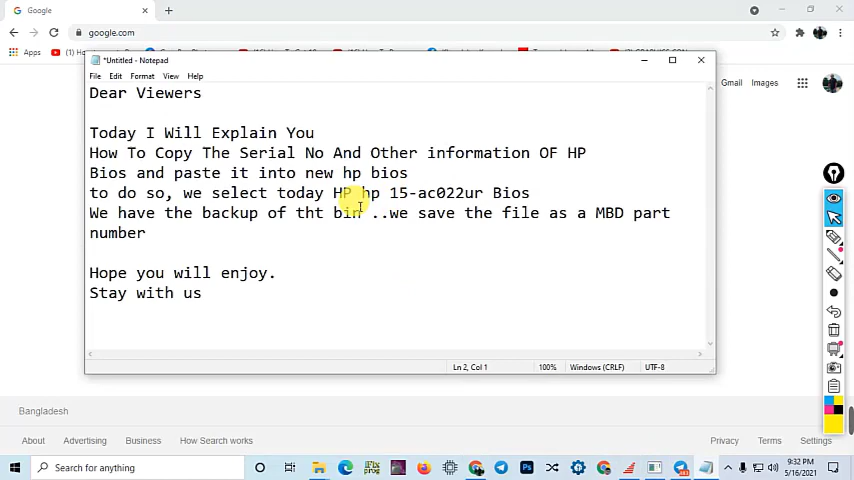 Google
google.com
Apps
*Untitled - Notepad
File Edit Format View Help
Gmail Images
Dear Viewers
Today I Will Explain You
How To Copy The Serial No And Other information OF HP
Bios and paste it into new hp bios
to do so, we select today HP hp 15-ac022ur Bios
We have the backup of tht bin ..we save the file as a MBD part
number
Hope you will enjoy.
Stay with us
Ln 2, Col 1 100% Windows (CRLF) UTF-8
Bangladesh
About Advertising Business How Search works Privacy Terms Settings
Search for anything
9:32 PM
5/16/2021